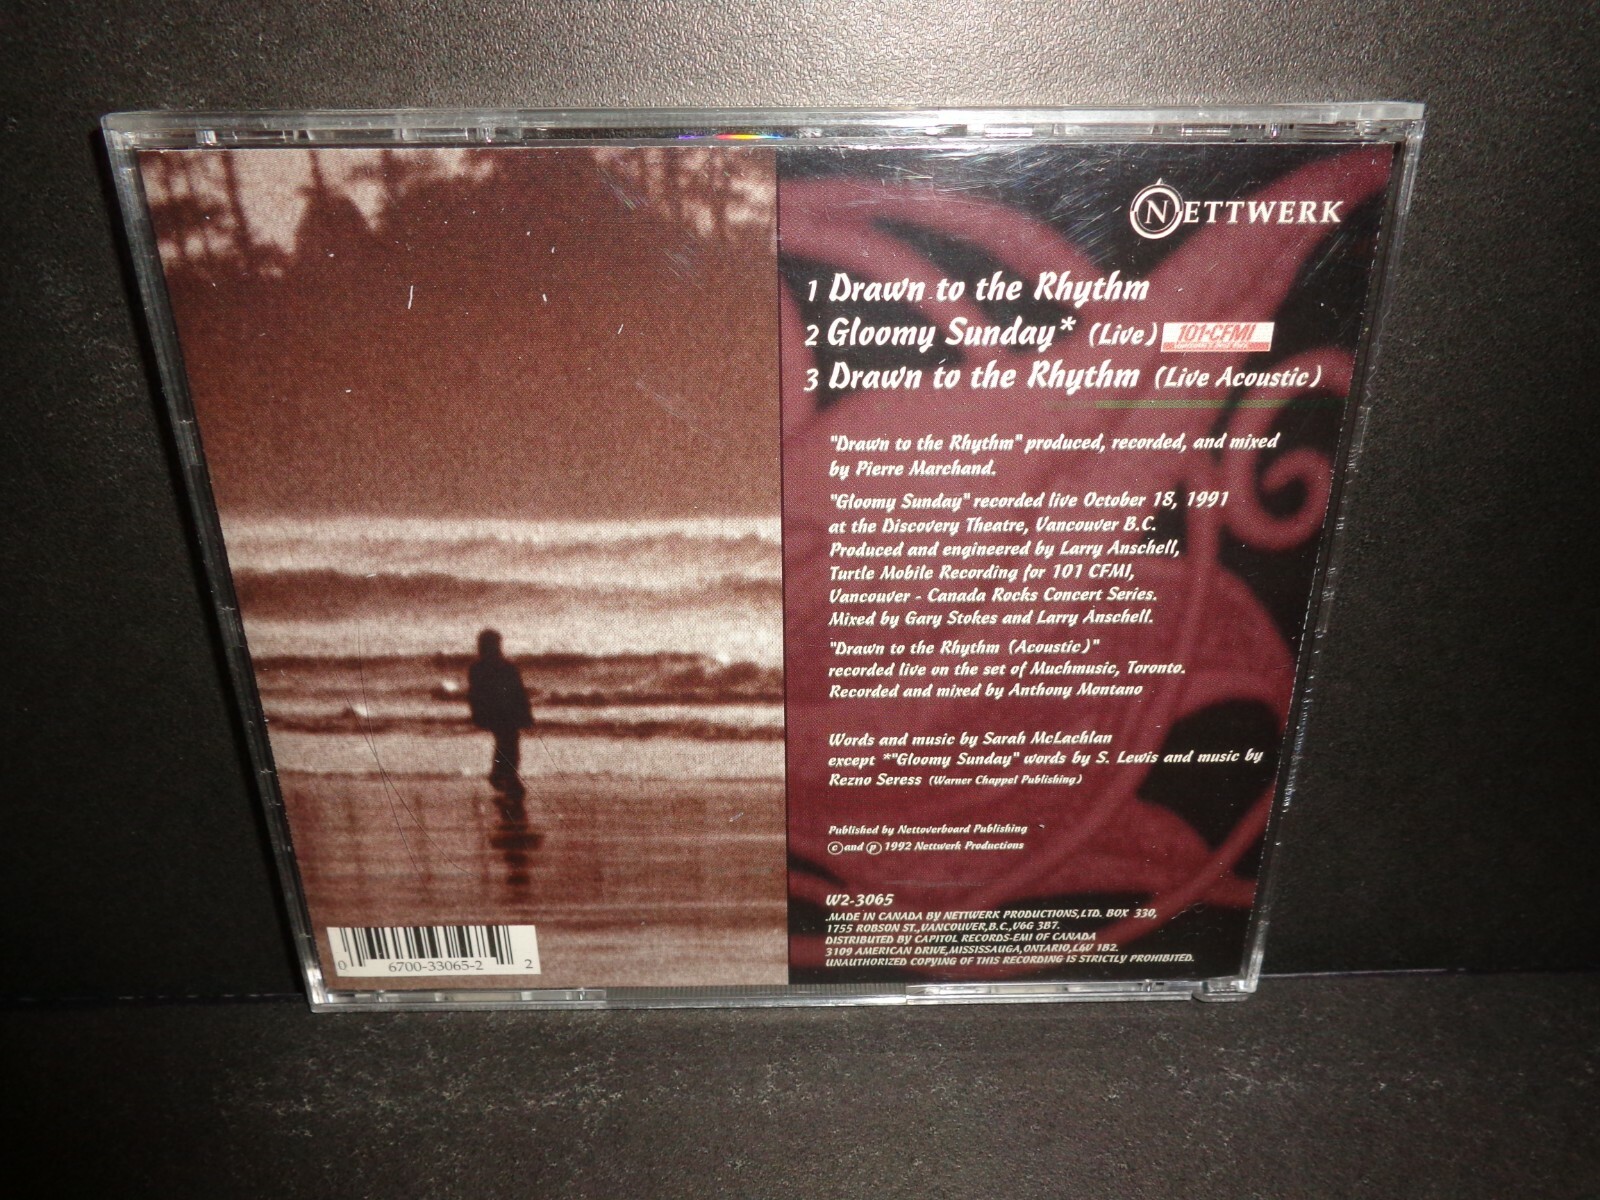 NETTWERK
1 Drawn to the Rhythm
2 Gloomy Sunday* (Live) 101·CFMI
3 Drawn to the Rhythm (Live Acoustic)
"Drawn to the Rhythm" produced, recorded, and mixed
by Pierre Marchand.
"Gloomy Sunday" recorded live October 18, 1991
at the Discovery Theatre, Vancouver B.C.
Produced and engineered by Larry Anschell,
Turtle Mobile Recording for 101 CFMI,
Vancouver - Canada Rocks Concert Series.
Mixed by Gary Stokes and Larry Anschell.
"Drawn to the Rhythm (Acoustic)"
recorded live on the set of Muchmusic, Toronto.
Recorded and mixed by Anthony Montano
Words and music by Sarah McLachlan
except *"Gloomy Sunday" words by S. Lewis and music by
Rezno Seress (Warner Chappel Publishing)
Published by Nettoverboard Publishing
© and ℗ 1992 Nettwerk Productions
W2-3065
.MADE IN CANADA BY NETTWERK PRODUCTIONS,LTD. BOX 330,
1755 ROBSON ST.,VANCOUVER,B.C.,V6G 3B7.
DISTRIBUTED BY CAPITOL RECORDS-EMI OF CANADA
3109 AMERICAN DRIVE,MISSISSAUGA,ONTARIO,L4V 1B2.
UNAUTHORIZED COPYING OF THIS RECORDING IS STRICTLY PROHIBITED.
0 6700-33065-2 2